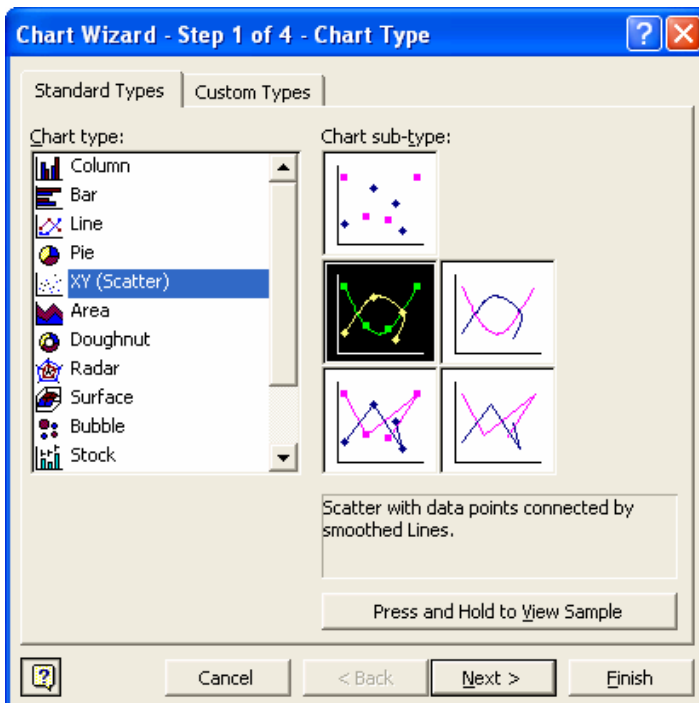 Chart Wizard - Step 1 of 4 - Chart Type
Standard Types
Custom Types
Chart type:
Column
Bar
Line
Pie
XY (Scatter)
Area
Doughnut
Radar
Surface
Bubble
Stock
Chart sub-type:
Scatter with data points connected by
smoothed Lines.
Press and Hold to View Sample
Cancel
< Back
Next >
Finish